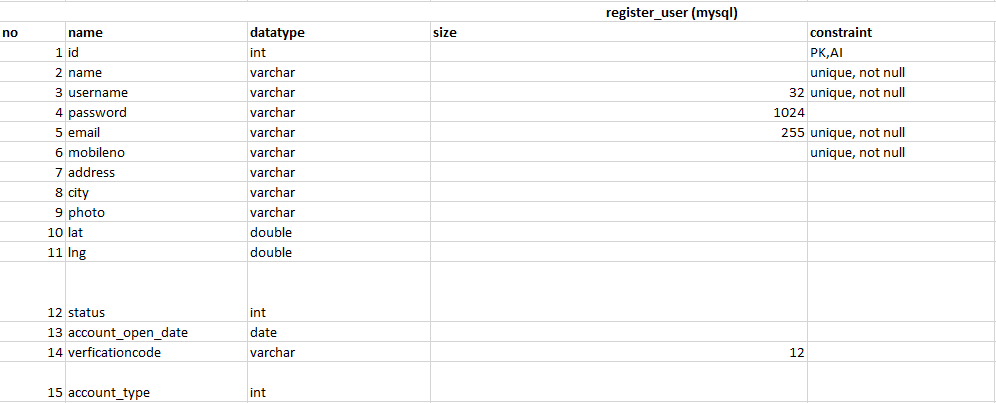 register_user (mysql)
no name datatype size constraint
1 id int PK,AI
2 name varchar unique, not null
3 username varchar 32 unique, not null
4 password varchar 1024
5 email varchar 255 unique, not null
6 mobileno varchar unique, not null
7 address varchar
8 city varchar
9 photo varchar
10 lat double
11 lng double
12 status int
13 account_open_date date
14 verficationcode varchar 12
15 account_type int